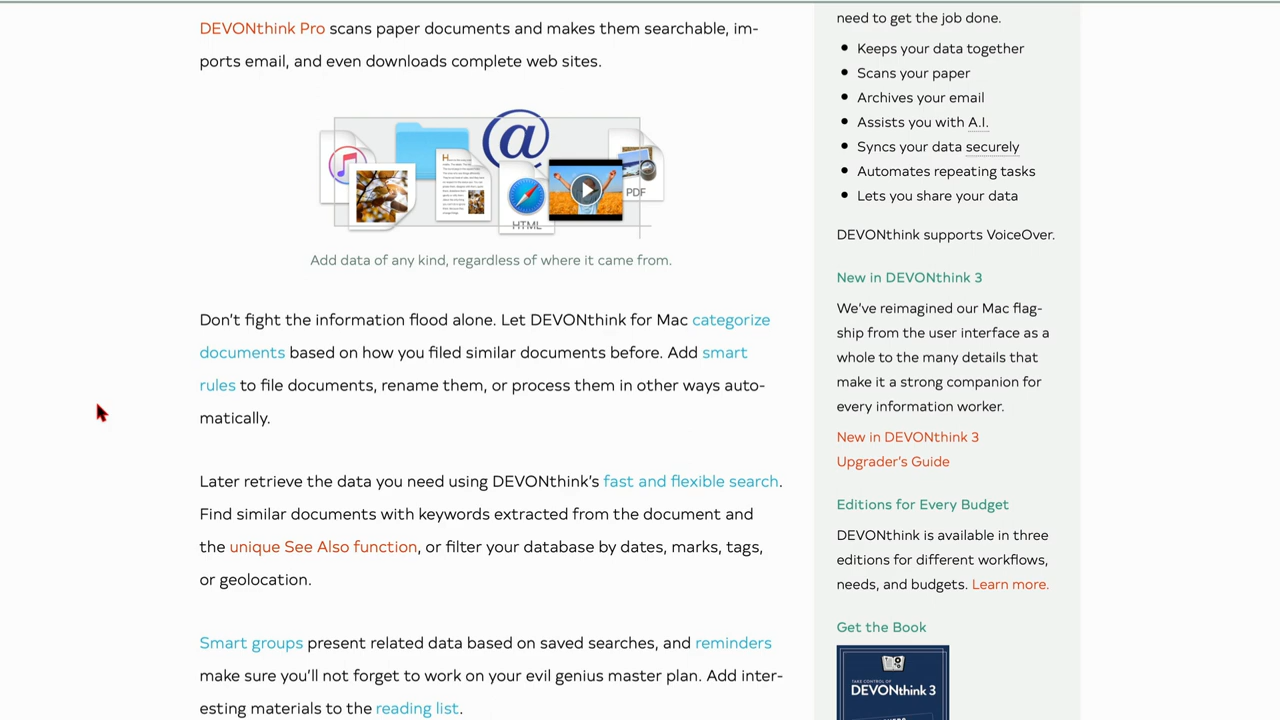 DEVONthink Pro scans paper documents and makes them searchable, im-
ports email, and even downloads complete web sites.
@
HTML
PDF
Add data of any kind, regardless of where it came from.
Don't fight the information flood alone. Let DEVONthink for Mac categorize
documents based on how you filed similar documents before. Add smart
rules to file documents, rename them, or process them in other ways auto-
matically.
Later retrieve the data you need using DEVONthink's fast and flexible search.
Find similar documents with keywords extracted from the document and
the unique See Also function, or filter your database by dates, marks, tags,
or geolocation.
Smart groups present related data based on saved searches, and reminders
make sure you'll not forget to work on your evil genius master plan. Add inter-
esting materials to the reading list.
need to get the job done.
• Keeps your data together
• Scans your paper
• Archives your email
• Assists you with A.I.
• Syncs your data securely
• Automates repeating tasks
• Lets you share your data
DEVONthink supports VoiceOver.
New in DEVONthink 3
We've reimagined our Mac flag-
ship from the user interface as a
whole to the many details that
make it a strong companion for
every information worker.
New in DEVONthink 3
Upgrader's Guide
Editions for Every Budget
DEVONthink is available in three
editions for different workflows,
needs, and budgets. Learn more.
Get the Book
TAKE CONTROL OF
DEVONthink 3